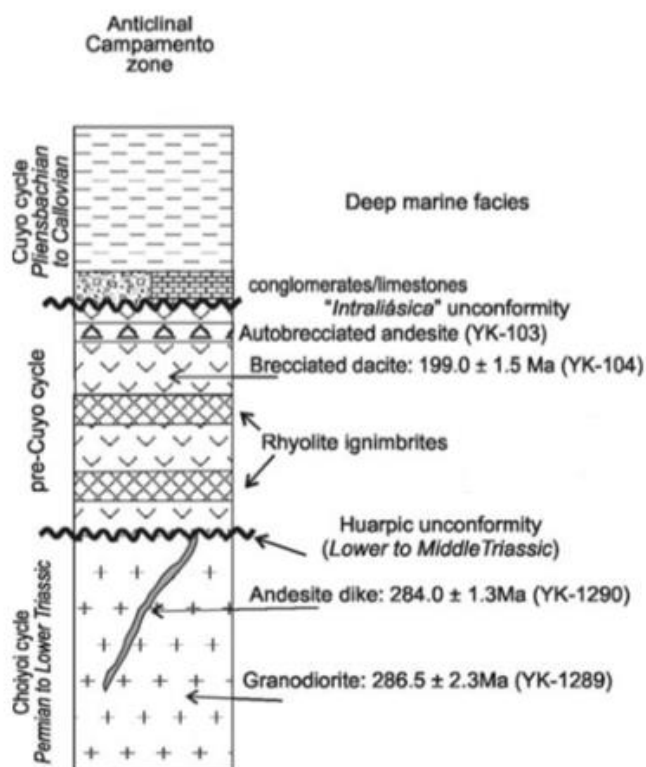 Anticlinal
Campamento
zone
Cuyo cycle
Pliensbachian
to Callovian
Deep marine facies
conglomerates/limestones
"Intraliásica" unconformity
Autobrecciated andesite (YK-103)
Brecciated dacite: 199.0 ± 1.5 Ma (YK-104)
pre-Cuyo cycle
Rhyolite ignimbrites
Huarpic unconformity
(Lower to MiddleTriassic)
Choiyoi cycle
Permian to Lower Triassic
Andesite dike: 284.0 ± 1.3Ma (YK-1290)
Granodiorite: 286.5 ± 2.3Ma (YK-1289)